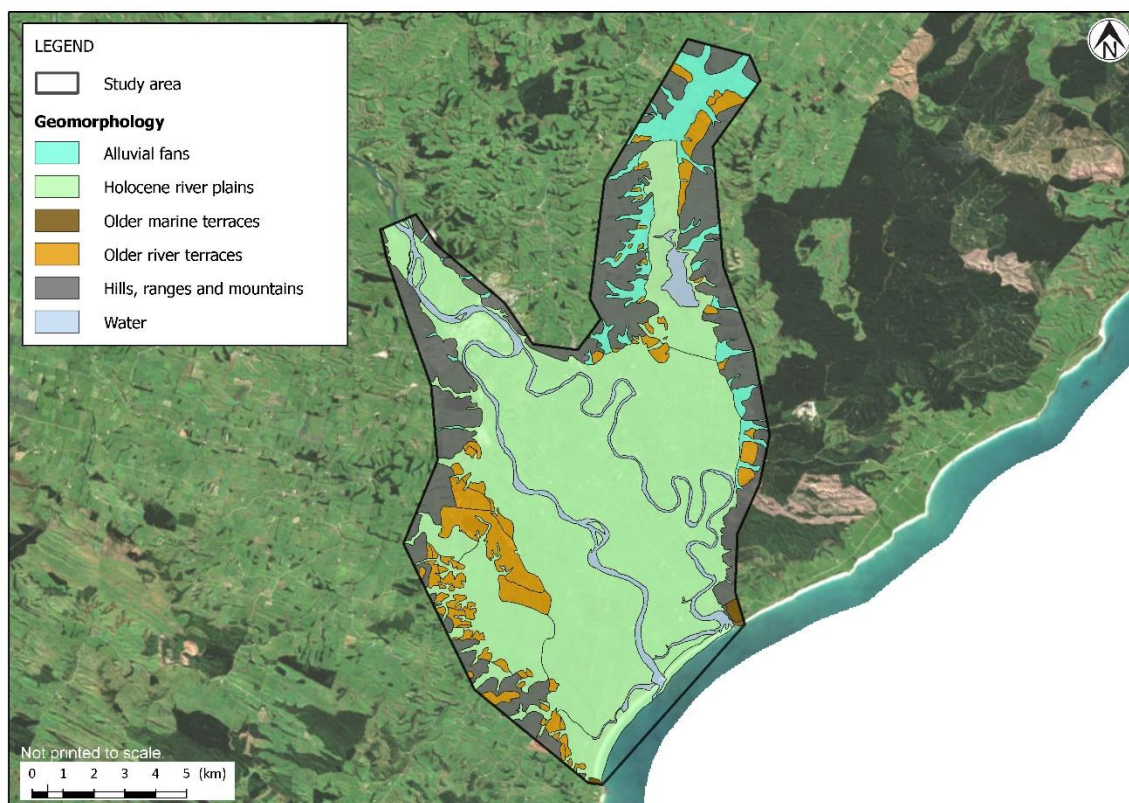 LEGEND
Study area
Geomorphology
Alluvial fans
Holocene river plains
Older marine terraces
Older river terraces
Hills, ranges and mountains
Water
N
Not printed to scale.
0 1 2 3 4 5 (km)